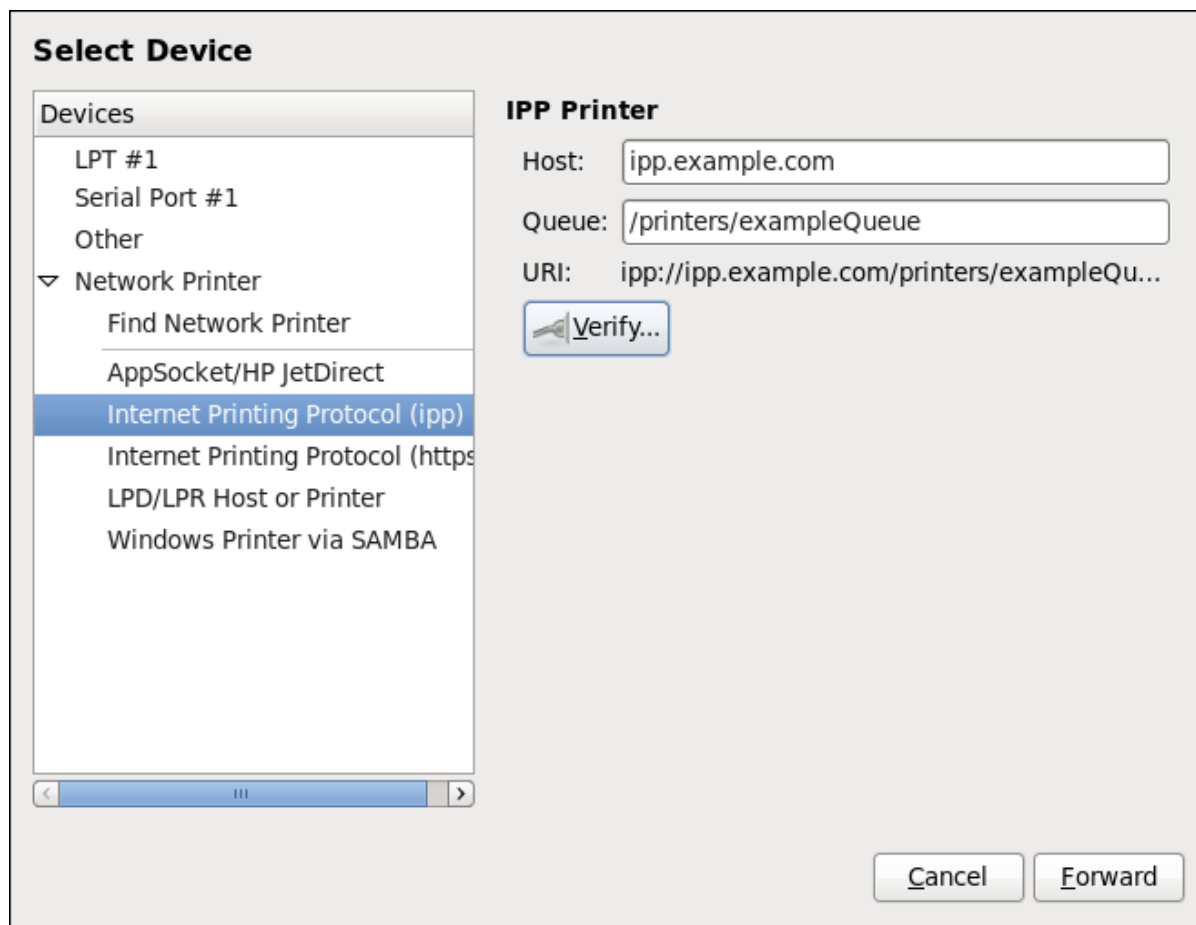 Select Device
Devices
LPT #1
Serial Port #1
Other
Network Printer
Find Network Printer
AppSocket/HP JetDirect
Internet Printing Protocol (ipp)
Internet Printing Protocol (https
LPD/LPR Host or Printer
Windows Printer via SAMBA
IPP Printer
Host: ipp.example.com
Queue: /printers/exampleQueue
URI: ipp://ipp.example.com/printers/exampleQu...
Verify...
Cancel Forward